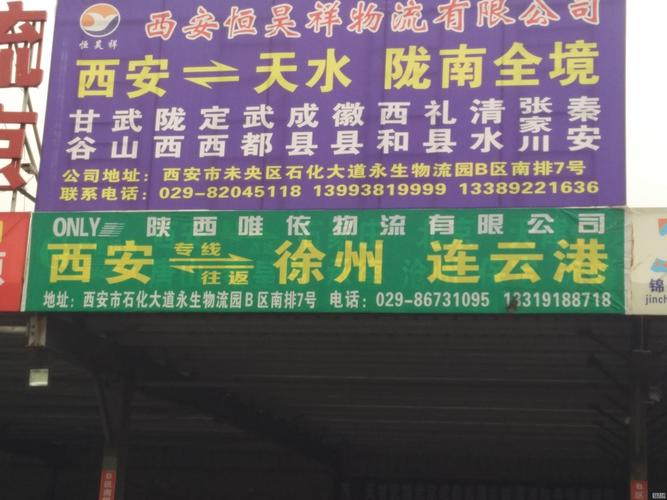 西安恒昊祥物流有限公司
恒昊祥
西安⇌天水 陇南全境
甘谷 武山 陇西 定西 武都 成县 徽县 西和 礼县 清水 张家川 秦安
公司地址：西安市未央区石化大道永生物流园B区南排7号
联系电话：029-82045118 13993819999 13389221636
ONLY 陕西唯依物流有限公司
西安 专线 往返 徐州 连云港
地址：西安市石化大道永生物流园B区南排7号 电话：029-86731095 13319188718
锦
jinch